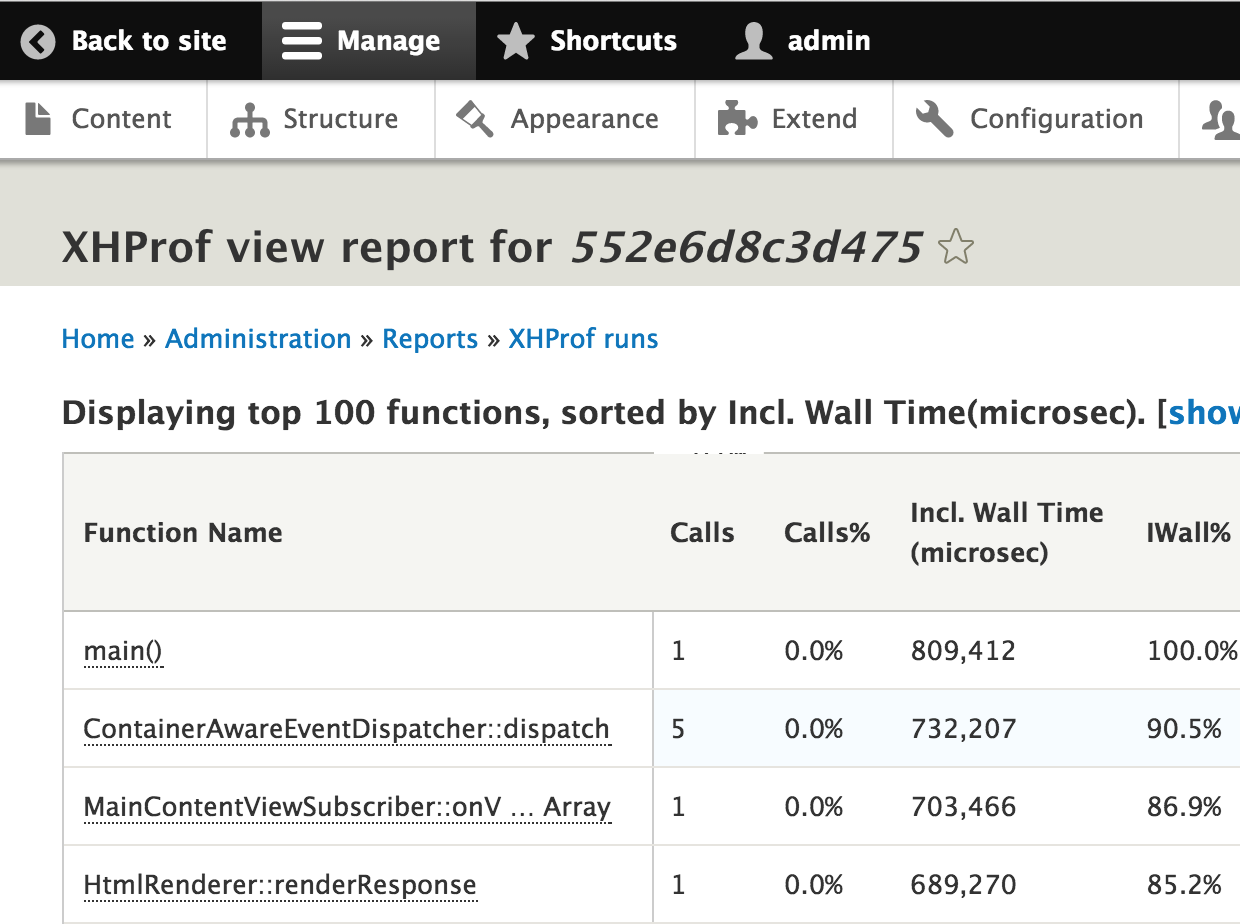 Back to site Manage Shortcuts admin
Content Structure Appearance Extend Configuration
XHProf view report for 552e6d8c3d475
Home » Administration » Reports » XHProf runs
Displaying top 100 functions, sorted by Incl. Wall Time(microsec). [show
Function Name Calls Calls% Incl. Wall Time (microsec) IWall%
main() 1 0.0% 809,412 100.0%
ContainerAwareEventDispatcher::dispatch 5 0.0% 732,207 90.5%
MainContentViewSubscriber::onV ... Array 1 0.0% 703,466 86.9%
HtmlRenderer::renderResponse 1 0.0% 689,270 85.2%